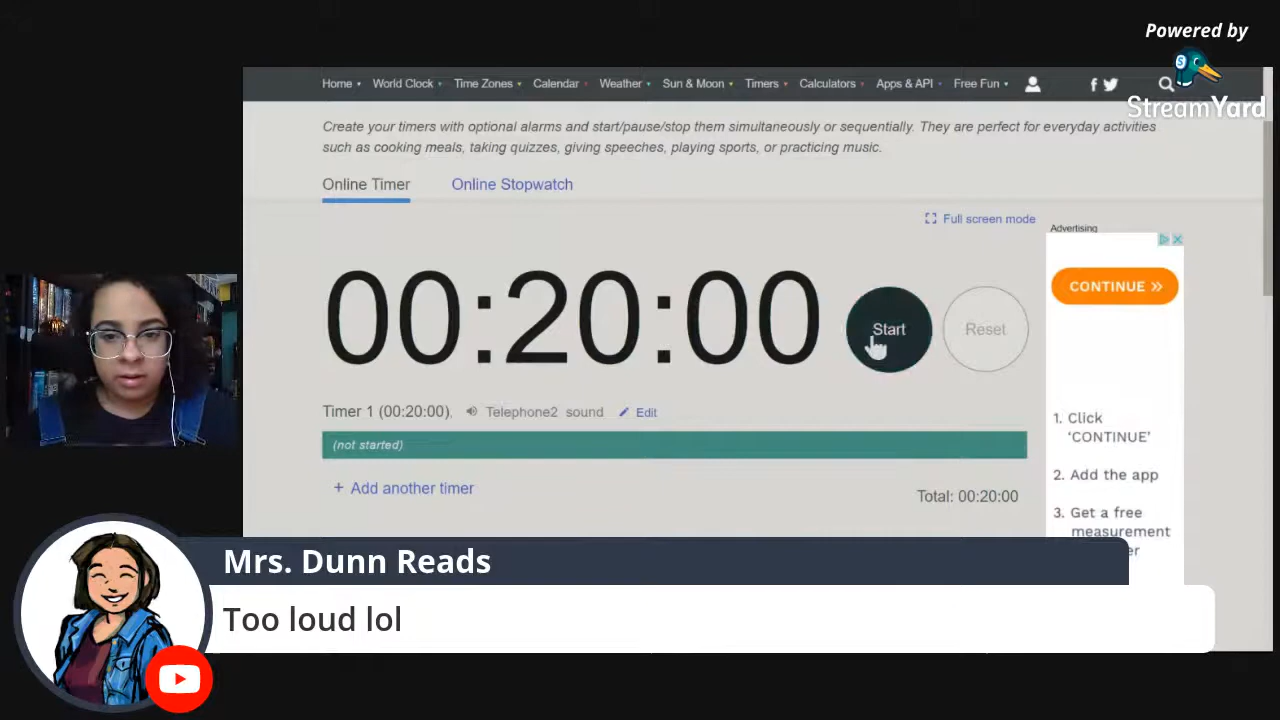 Powered by
StreamYard
Home World Clock Time Zones Calendar Weather Sun & Moon Timers Calculators Apps & API Free Fun
Create your timers with optional alarms and start/pause/stop them simultaneously or sequentially. They are perfect for everyday activities
such as cooking meals, taking quizzes, giving speeches, playing sports, or practicing music.
Online Timer Online Stopwatch
Full screen mode
Advertising
00:20:00
Start
Reset
CONTINUE
Timer 1 (00:20:00). Telephone2 sound Edit
(not started)
+ Add another timer
Total: 00:20:00
1. Click
'CONTINUE'
2. Add the app
3. Get a free
measurement
Mrs. Dunn Reads
Too loud lol